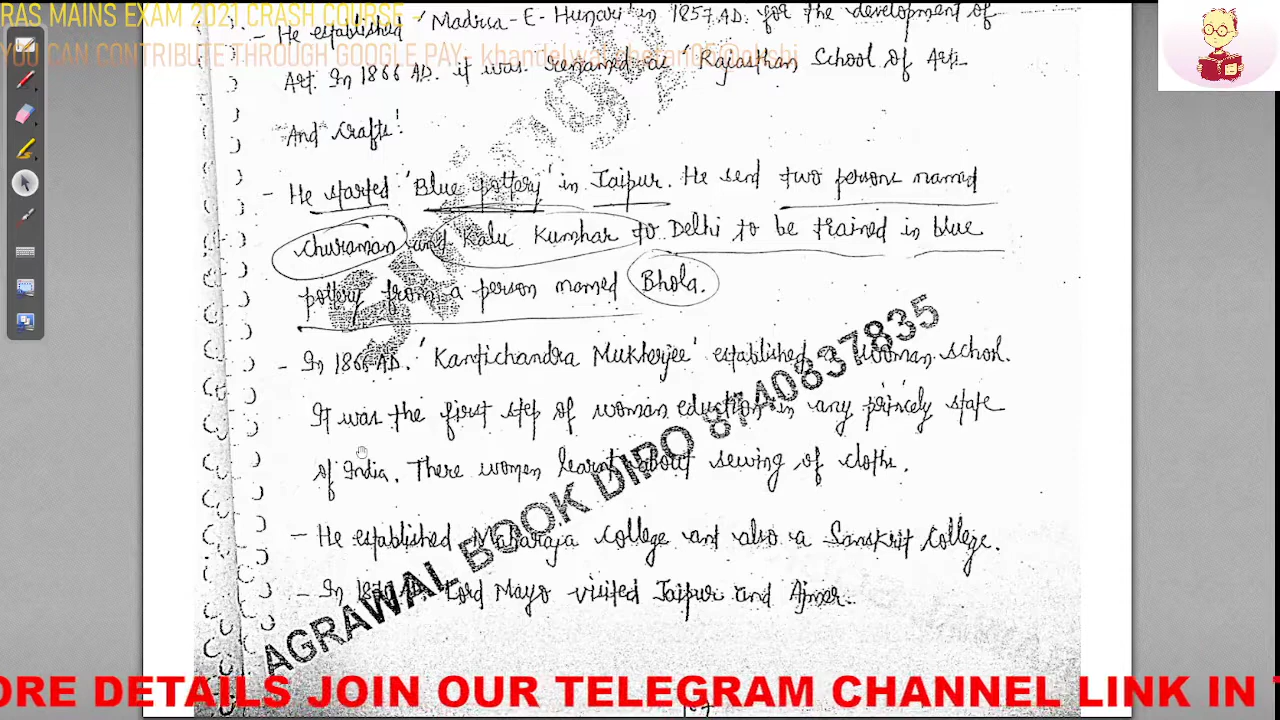 RAS MAINS EXAM 2021 CRASH COURSE -
YOU CAN CONTRIBUTE THROUGH GOOGLE PAY-
- He established 'Madrsa-E-Hunari in 1857 AD. for the development of
Art. In 1866 AD. it was renamed as 'Rajasthan School of Arts
And Crafts'.
- He started 'Blue pottery' in Jaipur. He send two persons named
Churaman and Kalu Kumhar to Delhi to be trained in blue
pottery from a person named Bhola.
- In 1866 AD. 'Kantichandra Mukherjee' established a woman school.
It was the first step of woman eduction in any princely state
of India. There women learnt about sewing of cloths.
- He established Maharaja College and also a Sanskrit College.
- In AD. Lord Mayo visited Jaipur and Ajmer.
AGRAWAL BOOK DIPO 8740837835
ORE DETAILS JOIN OUR TELEGRAM CHANNEL LINK IN T